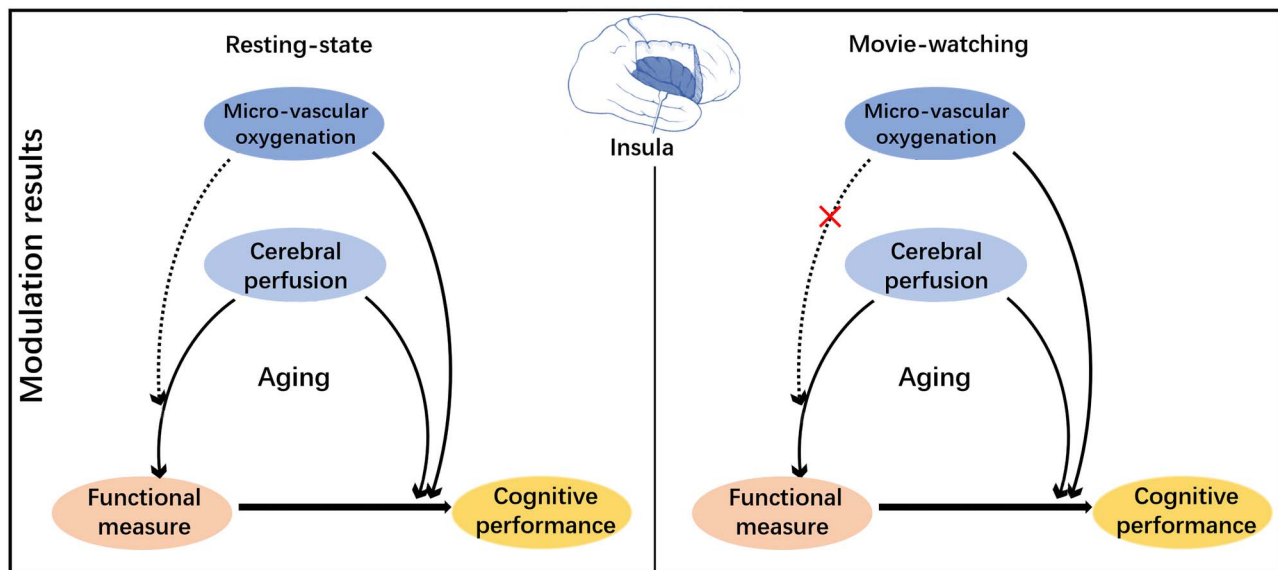 Modulation results
Resting-state
Micro-vascular
oxygenation
Cerebral
perfusion
Aging
Functional
measure
Cognitive
performance
Insula
Movie-watching
Micro-vascular
oxygenation
Cerebral
perfusion
Aging
Functional
measure
Cognitive
performance